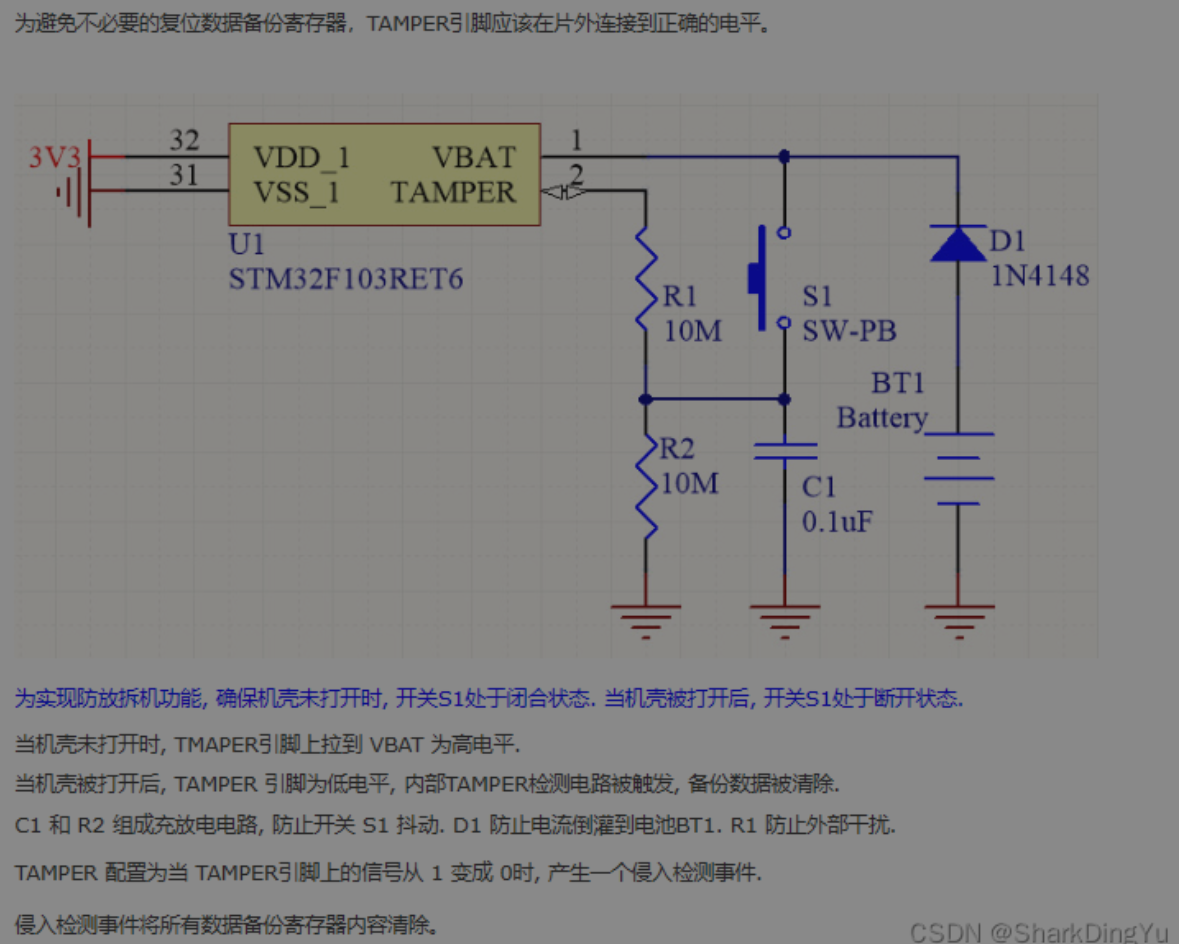 为避免不必要的复位数据备份寄存器，TAMPER引脚应该在片外连接到正确的电平。
3V3
32
31
VDD_1
VBAT
VSS_1
TAMPER
1
2
U1
STM32F103RET6
R1
10M
S1
SW-PB
D1
1N4148
BT1
Battery
R2
10M
C1
0.1uF
为实现防放拆机功能, 确保机壳未打开时, 开关S1处于闭合状态. 当机壳被打开后, 开关S1处于断开状态.
当机壳未打开时, TMAPER引脚上拉到 VBAT 为高电平.
当机壳被打开后, TAMPER 引脚为低电平, 内部TAMPER检测电路被触发, 备份数据被清除.
C1 和 R2 组成充放电电路, 防止开关 S1 抖动. D1 防止电流倒灌到电池BT1. R1 防止外部干扰.
TAMPER 配置为当 TAMPER引脚上的信号从 1 变成 0时, 产生一个侵入检测事件.
侵入检测事件将所有数据备份寄存器内容清除。
CSDN @SharkDingYu